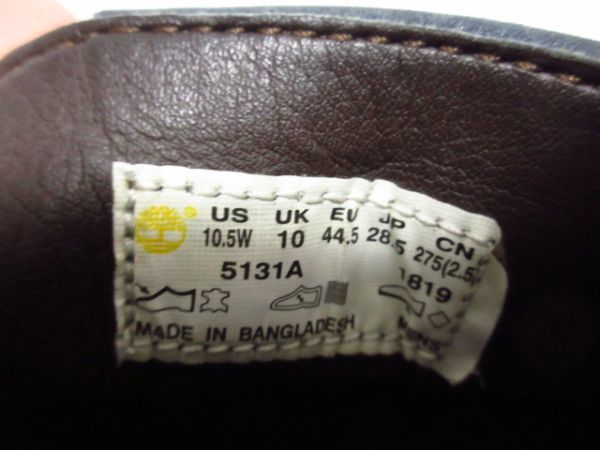 US UK EU JP CN
10.5W 10 44.5 28.5 275(2.5)
5131A 1819
MADE IN BANGLADESH MENS